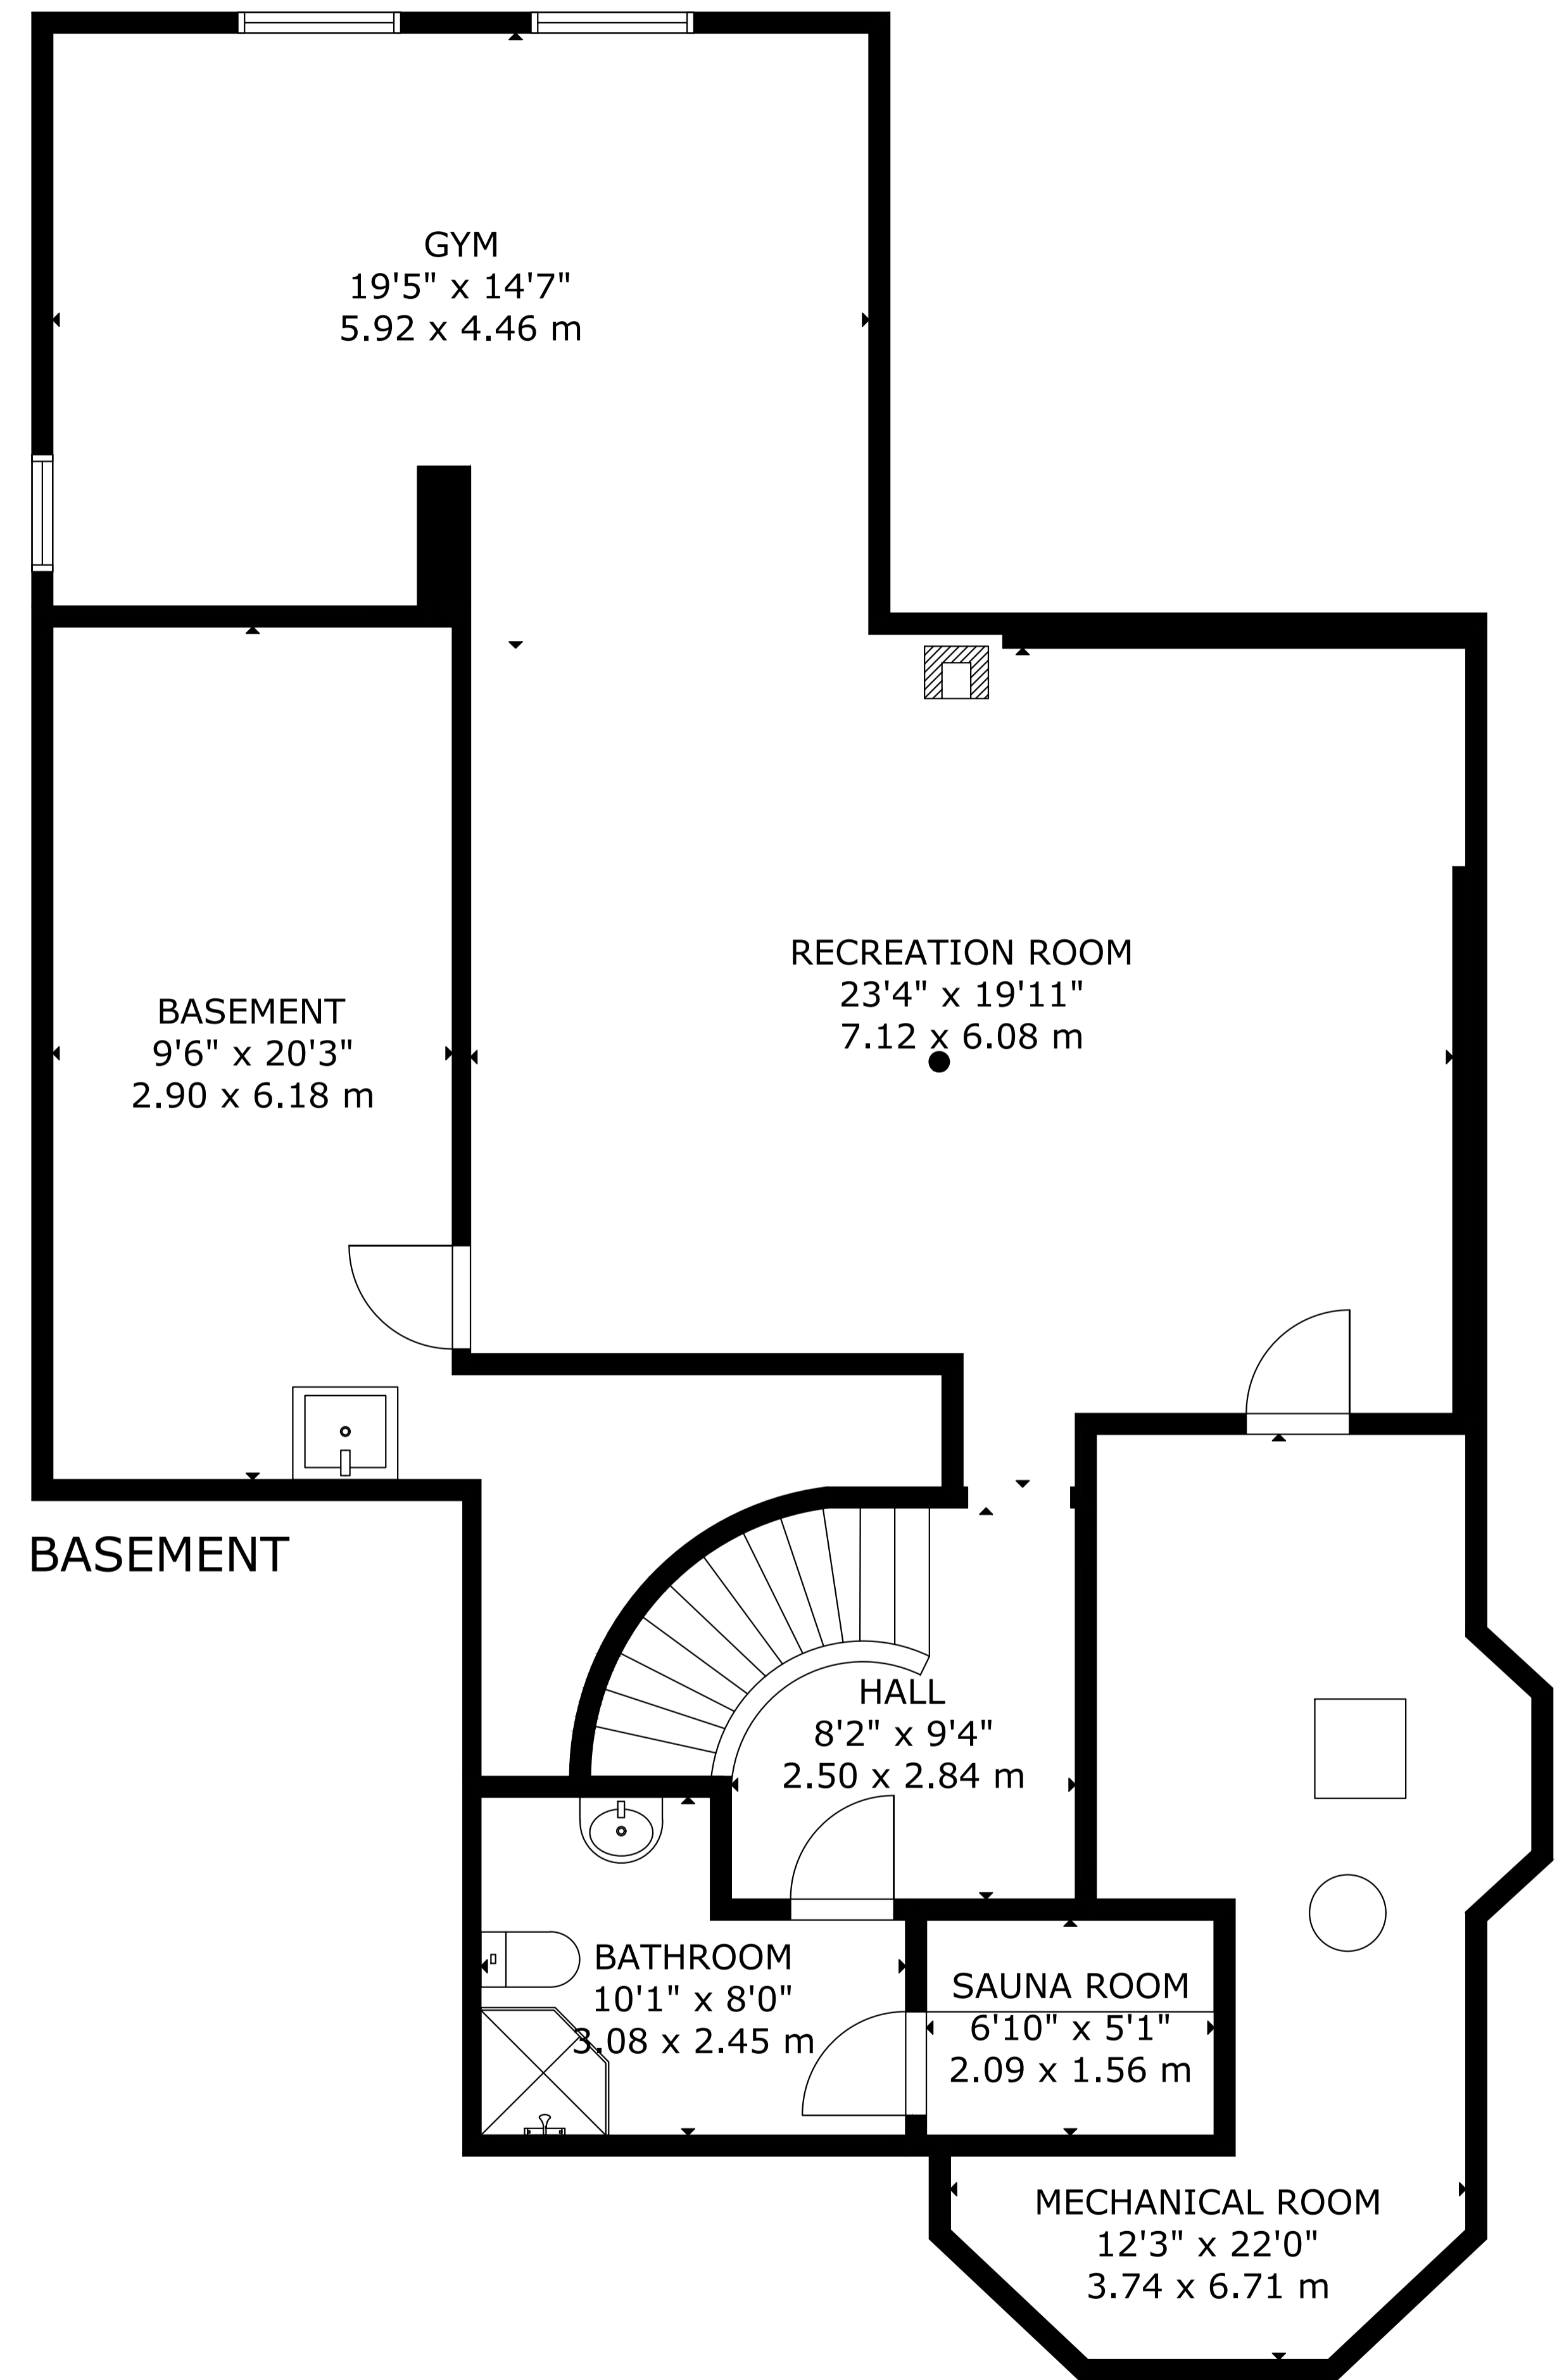 GYM
19'5" x 14'7"
5.92 x 4.46 m
RECREATION ROOM
23'4" x 19'11"
7.12 x 6.08 m
BASEMENT
9'6" x 20'3"
2.90 x 6.18 m
BASEMENT
HALL
8'2" x 9'4"
2.50 x 2.84 m
BATHROOM
10'1" x 8'0"
3.08 x 2.45 m
SAUNA ROOM
6'10" x 5'1"
2.09 x 1.56 m
MECHANICAL ROOM
12'3" x 22'0"
3.74 x 6.71 m